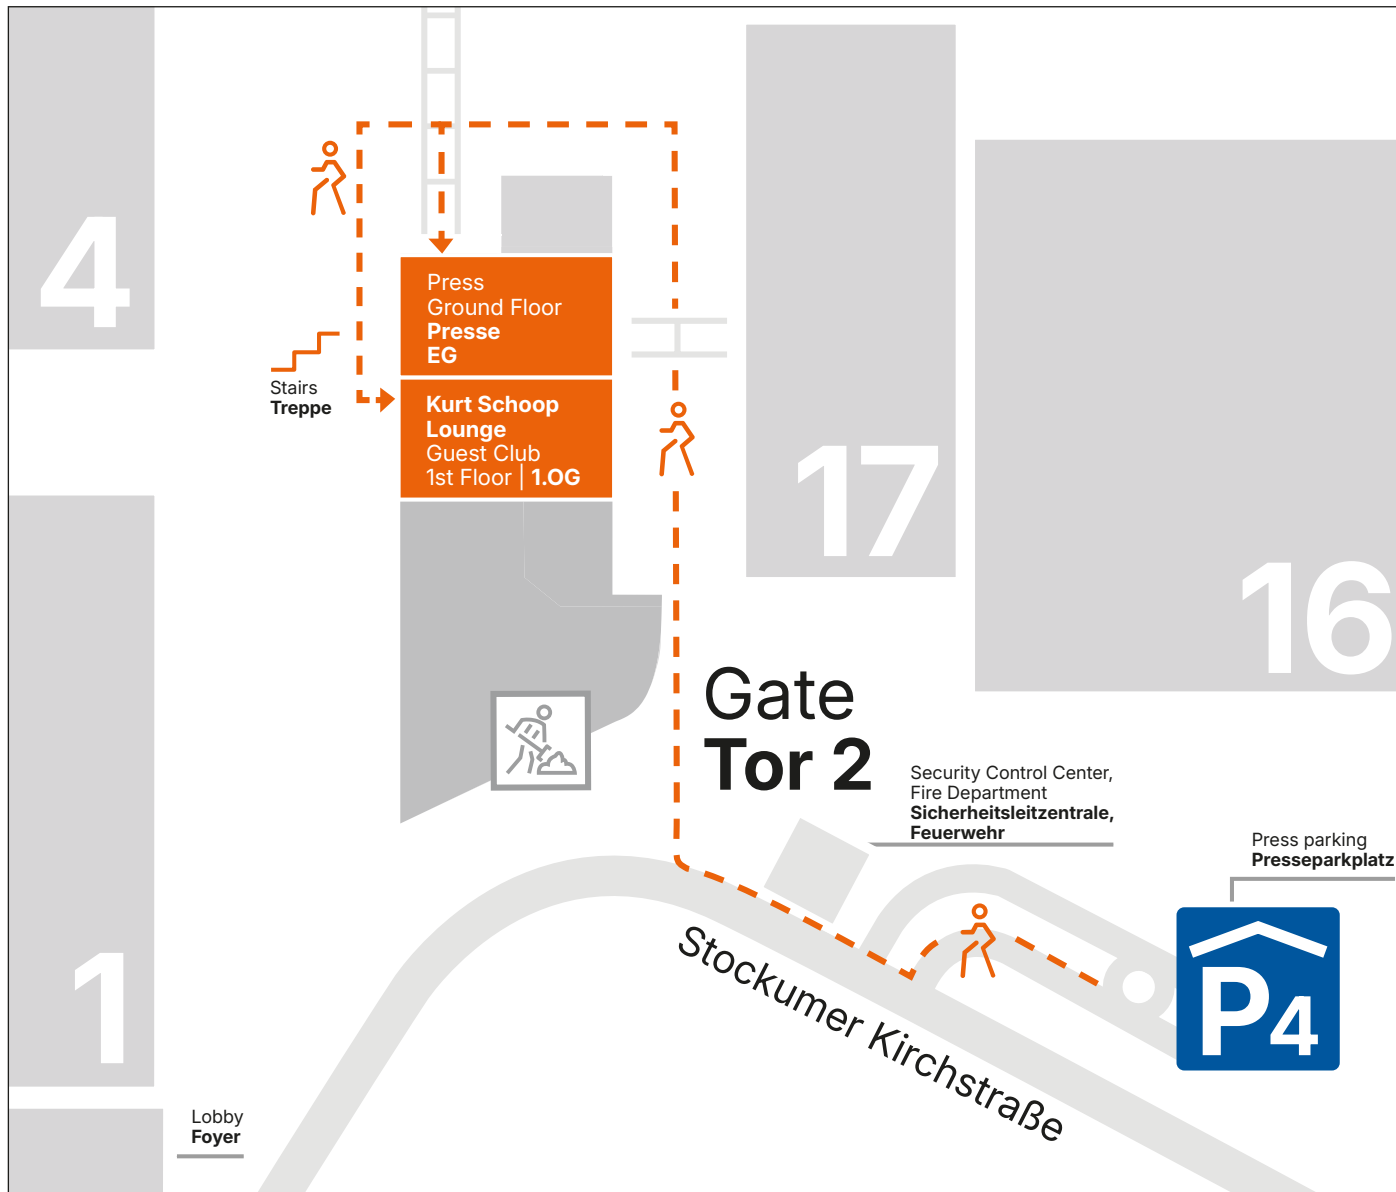 4
Press
Ground Floor
Presse
EG
Stairs
Treppe
Kurt Schoop
Lounge
Guest Club
1st Floor | 1.OG
17
16
Gate
Tor 2
Security Control Center,
Fire Department
Sicherheitsleitzentrale,
Feuerwehr
Press parking
Presseparkplatz
P4
Stockumer Kirchstraße
1
Lobby
Foyer